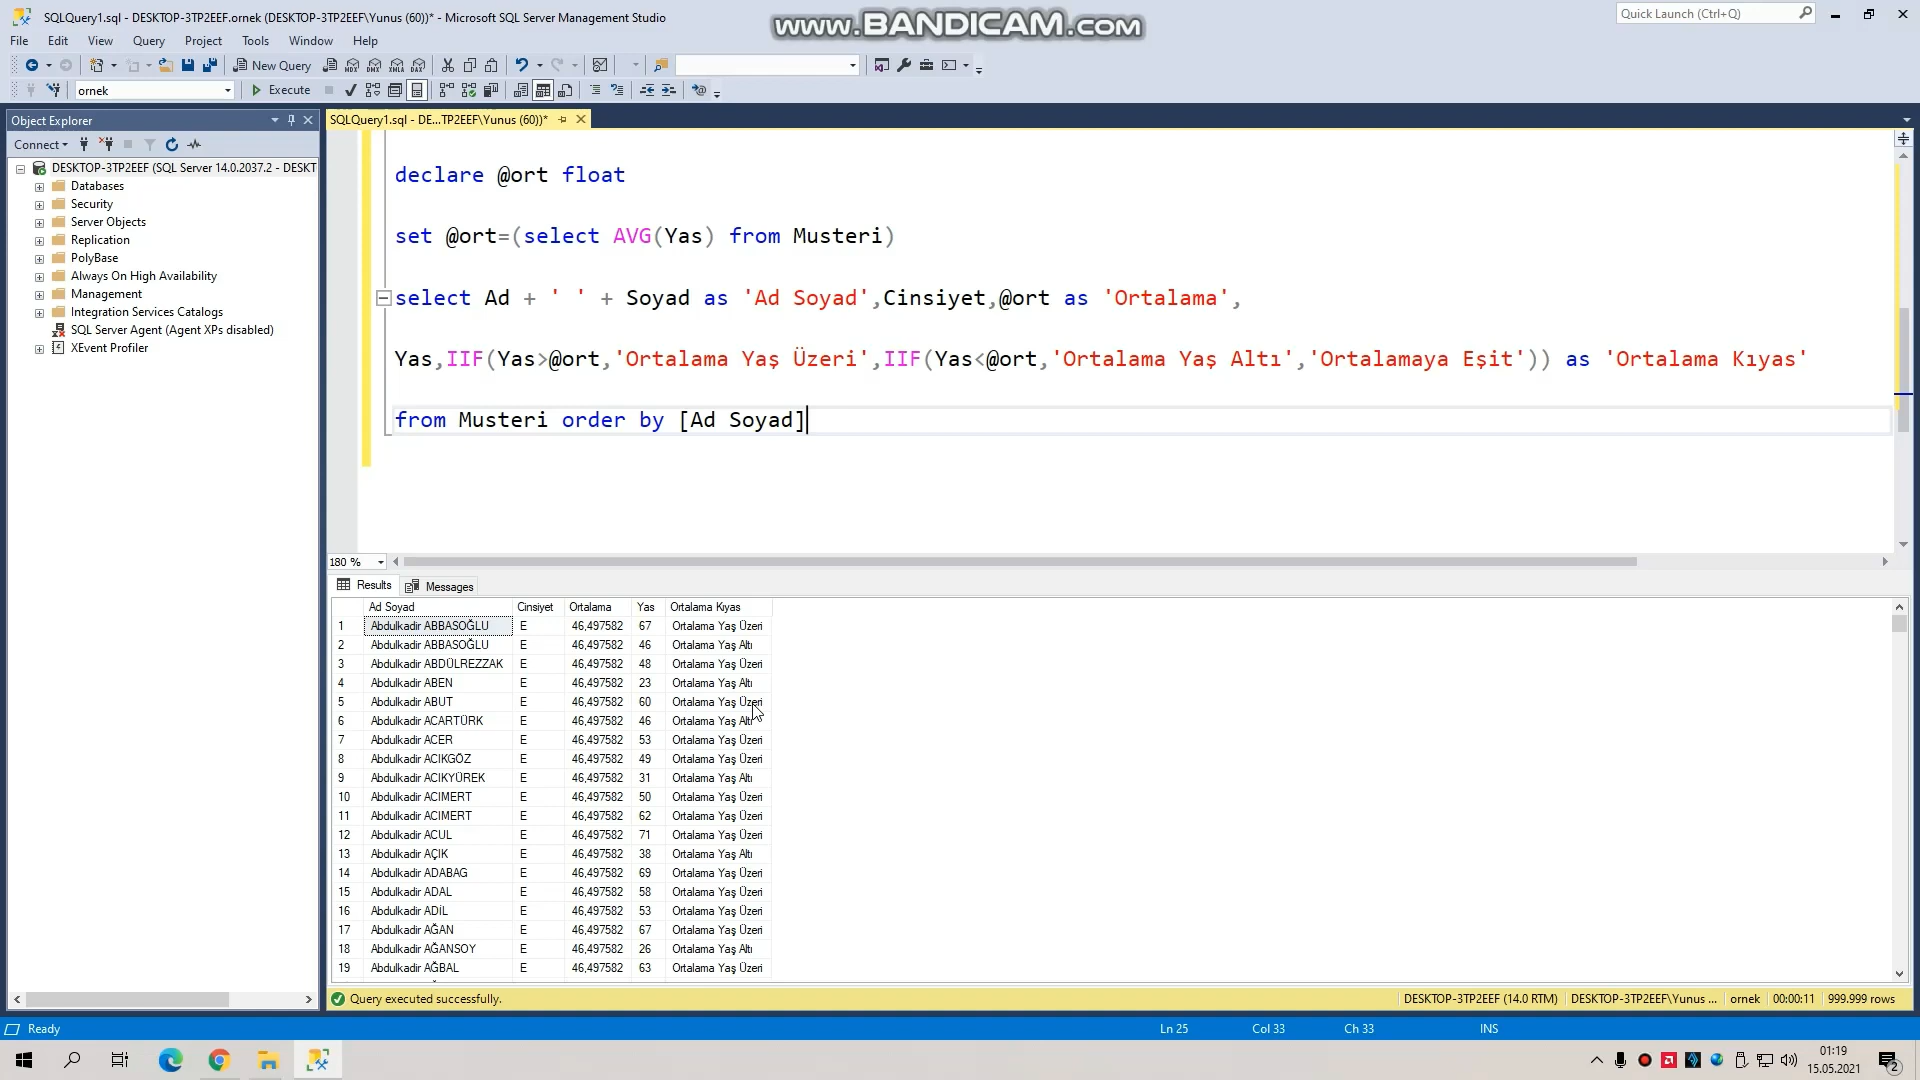 SQLQuery1.sql - DESKTOP-3TP2EEF.ornek (DESKTOP-3TP2EEF\Yunus (60))* - Microsoft SQL Server Management Studio
www.BANDICAM.com
Quick Launch (Ctrl+Q)
File Edit View Query Project Tools Window Help
New Query
ornek
Execute
Object Explorer
SQLQuery1.sql - DE...TP2EEF\Yunus (60))*
Connect
DESKTOP-3TP2EEF (SQL Server 14.0.2037.2 - DESKT
Databases
Security
Server Objects
Replication
PolyBase
Always On High Availability
Management
Integration Services Catalogs
SQL Server Agent (Agent XPs disabled)
XEvent Profiler
declare @ort float
set @ort=(select AVG(Yas) from Musteri)
select Ad + ' ' + Soyad as 'Ad Soyad',Cinsiyet,@ort as 'Ortalama',
Yas,IIF(Yas>@ort,'Ortalama Yaş Üzeri',IIF(Yas<@ort,'Ortalama Yaş Altı','Ortalamaya Eşit')) as 'Ortalama Kıyas'
from Musteri order by [Ad Soyad]
180 %
Results Messages
Ad Soyad Cinsiyet Ortalama Yas Ortalama Kıyas
1 Abdulkadir ABBASOĞLU E 46,497582 67 Ortalama Yaş Üzeri
2 Abdulkadir ABBASOĞLU E 46,497582 46 Ortalama Yaş Altı
3 Abdulkadir ABDÜLREZZAK E 46,497582 48 Ortalama Yaş Üzeri
4 Abdulkadir ABEN E 46,497582 23 Ortalama Yaş Altı
5 Abdulkadir ABUT E 46,497582 60 Ortalama Yaş Üzeri
6 Abdulkadir ACARTÜRK E 46,497582 46 Ortalama Yaş Altı
7 Abdulkadir ACER E 46,497582 53 Ortalama Yaş Üzeri
8 Abdulkadir ACIKGÖZ E 46,497582 49 Ortalama Yaş Üzeri
9 Abdulkadir ACIKYÜREK E 46,497582 31 Ortalama Yaş Altı
10 Abdulkadir ACIMERT E 46,497582 50 Ortalama Yaş Üzeri
11 Abdulkadir ACIMERT E 46,497582 62 Ortalama Yaş Üzeri
12 Abdulkadir ACUL E 46,497582 71 Ortalama Yaş Üzeri
13 Abdulkadir AÇIK E 46,497582 38 Ortalama Yaş Altı
14 Abdulkadir ADABAG E 46,497582 69 Ortalama Yaş Üzeri
15 Abdulkadir ADAL E 46,497582 58 Ortalama Yaş Üzeri
16 Abdulkadir ADİL E 46,497582 53 Ortalama Yaş Üzeri
17 Abdulkadir AĞAN E 46,497582 67 Ortalama Yaş Üzeri
18 Abdulkadir AĞANSOY E 46,497582 26 Ortalama Yaş Altı
19 Abdulkadir AĞBAL E 46,497582 63 Ortalama Yaş Üzeri
Query executed successfully. DESKTOP-3TP2EEF (14.0 RTM) DESKTOP-3TP2EEF\Yunus ... ornek 00:00:11 999.999 rows
Ready Ln 25 Col 33 Ch 33 INS
01:19
15.05.2021
2